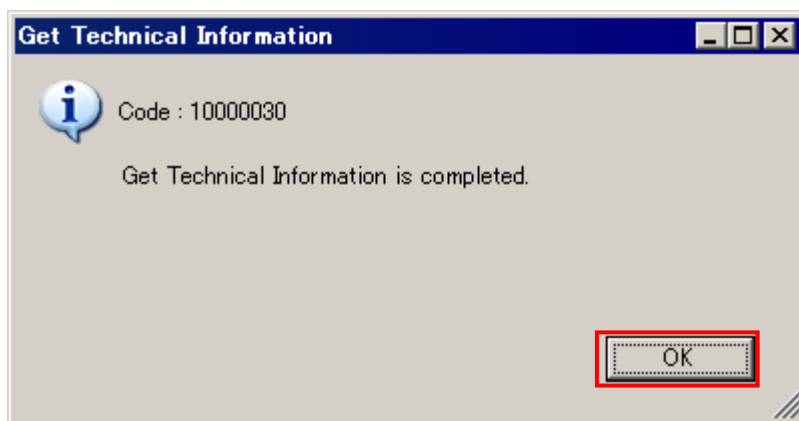 Get Technical Information
Code : 10000030
Get Technical Information is completed.
OK